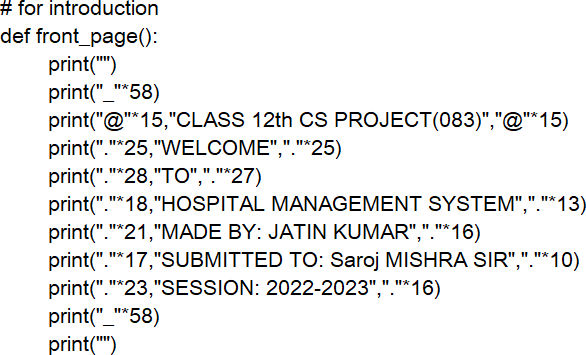 # for introduction
def front_page():
print("")
print("_"*58)
print("@"*15,"CLASS 12th CS PROJECT(083)","@"*15)
print("."*25,"WELCOME","."*25)
print("."*28,"TO","."*27)
print("."*18,"HOSPITAL MANAGEMENT SYSTEM","."*13)
print("."*21,"MADE BY: JATIN KUMAR","."*16)
print("."*17,"SUBMITTED TO: Saroj MISHRA SIR","."*10)
print("."*23,"SESSION: 2022-2023","."*16)
print("_"*58)
print("")